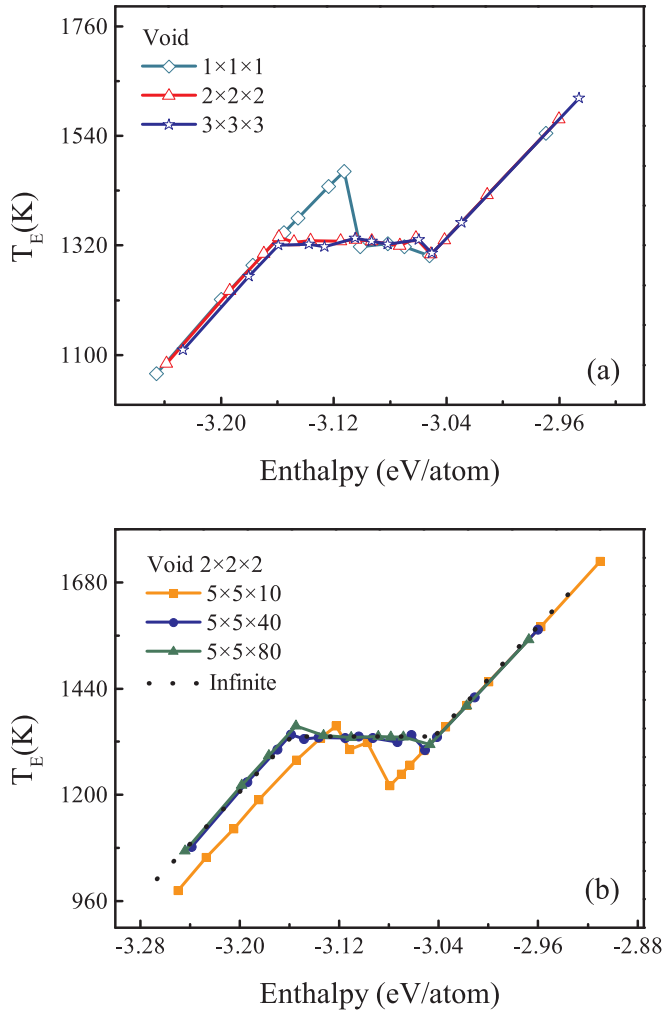 1760
Void
1×1×1
2×2×2
3×3×3
1540
1320
1100
T_E(K)
(a)
-3.20 -3.12 -3.04 -2.96
Enthalpy (eV/atom)
Void 2×2×2
5×5×10
5×5×40
5×5×80
Infinite
1680
1440
1200
960
T_E(K)
(b)
-3.28 -3.20 -3.12 -3.04 -2.96 -2.88
Enthalpy (eV/atom)